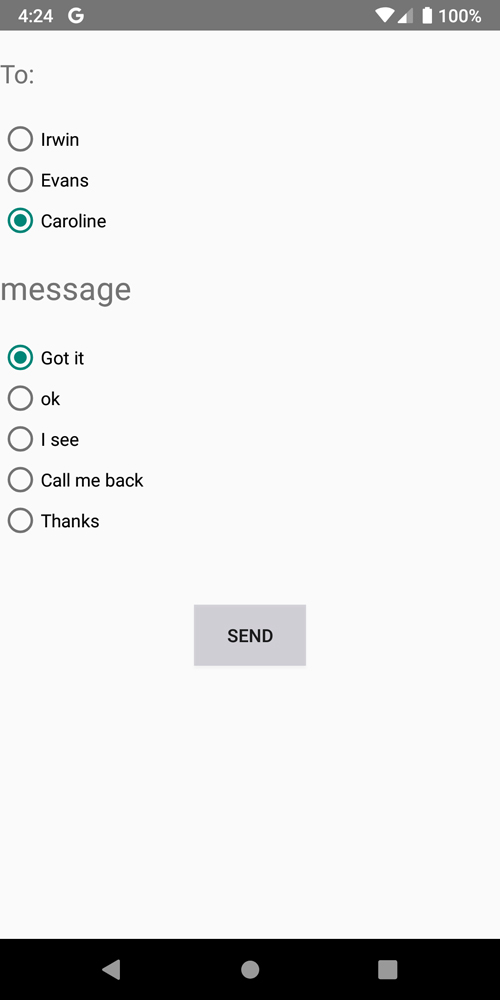 4:24 G 100%
To:
Irwin
Evans
Caroline
message
Got it
ok
I see
Call me back
Thanks
SEND